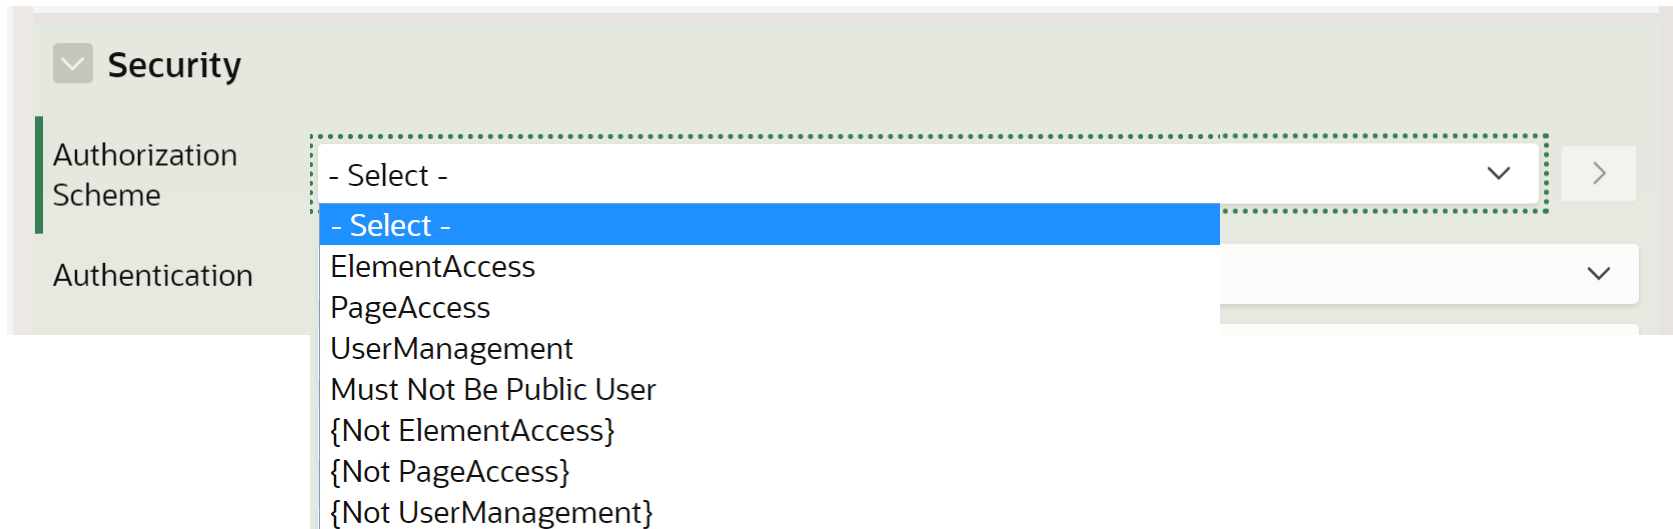 Security
Authorization
Scheme
- Select -
- Select -
ElementAccess
Authentication
PageAccess
UserManagement
Must Not Be Public User
{Not ElementAccess}
{Not PageAccess}
{Not UserManagement}